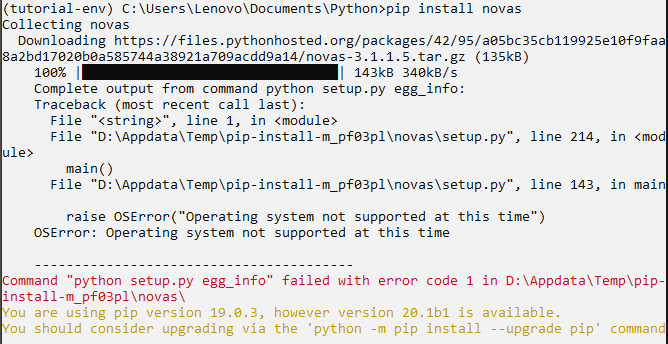 (tutorial-env) C:\Users\Lenovo\Documents\Python>pip install novas
Collecting novas
  Downloading https://files.pythonhosted.org/packages/42/95/a05bc35cb119925e10f9faa
8a2bd17020b0a585744a38921a709acdd9a14/novas-3.1.1.5.tar.gz (135kB)
    100% |████████████████████████████████| 143kB 340kB/s
    Complete output from command python setup.py egg_info:
    Traceback (most recent call last):
      File "<string>", line 1, in <module>
      File "D:\Appdata\Temp\pip-install-m_pf03pl\novas\setup.py", line 214, in <mod
ule>
        main()
      File "D:\Appdata\Temp\pip-install-m_pf03pl\novas\setup.py", line 143, in main
        raise OSError("Operating system not supported at this time")
    OSError: Operating system not supported at this time
    ----------------------------------------
Command "python setup.py egg_info" failed with error code 1 in D:\Appdata\Temp\pip-
install-m_pf03pl\novas\
You are using pip version 19.0.3, however version 20.1b1 is available.
You should consider upgrading via the 'python -m pip install --upgrade pip' command